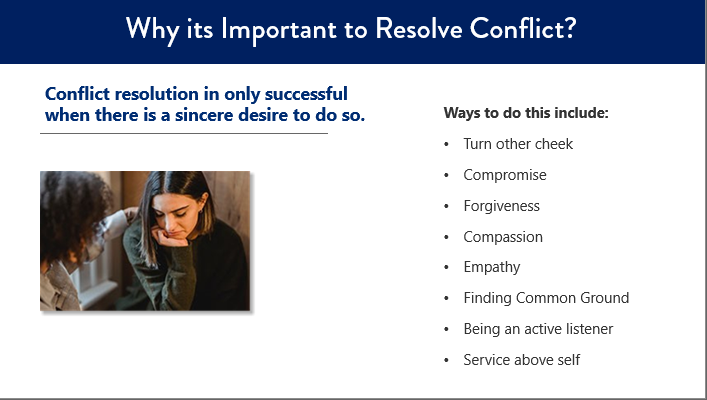 Why its Important to Resolve Conflict?
Conflict resolution in only successful
when there is a sincere desire to do so.
Ways to do this include:
• Turn other cheek
• Compromise
• Forgiveness
• Compassion
• Empathy
• Finding Common Ground
• Being an active listener
• Service above self